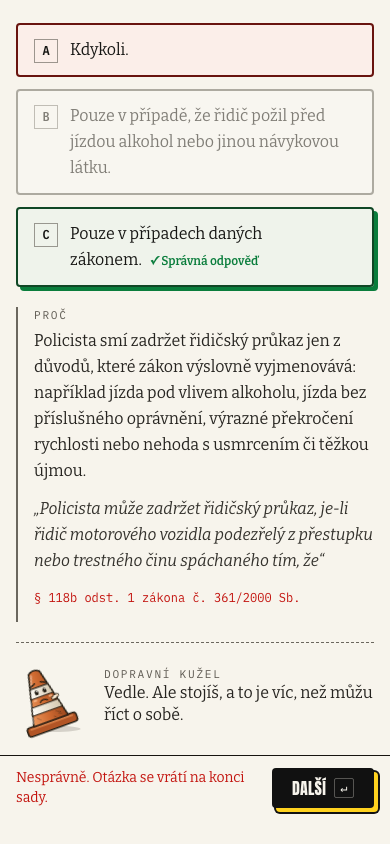 A Kdykoli.
B Pouze v případě, že řidič požil před
jízdou alkohol nebo jinou návykovou
látku.
C Pouze v případech daných
zákonem. ✓Správná odpověď
PROČ
Policista smí zadržet řidičský průkaz jen z
důvodů, které zákon výslovně vyjmenovává:
například jízda pod vlivem alkoholu, jízda bez
příslušného oprávnění, výrazné překročení
rychlosti nebo nehoda s usmrcením či těžkou
újmou.
„Policista může zadržet řidičský průkaz, je-li
řidič motorového vozidla podezřelý z přestupku
nebo trestného činu spáchaného tím, že“
§ 118b odst. 1 zákona č. 361/2000 Sb.
DOPRAVNÍ KUŽEL
Vedle. Ale stojíš, a to je víc, než můžu
říct o sobě.
Nesprávně. Otázka se vrátí na konci
sady.
DALŠÍ ↵